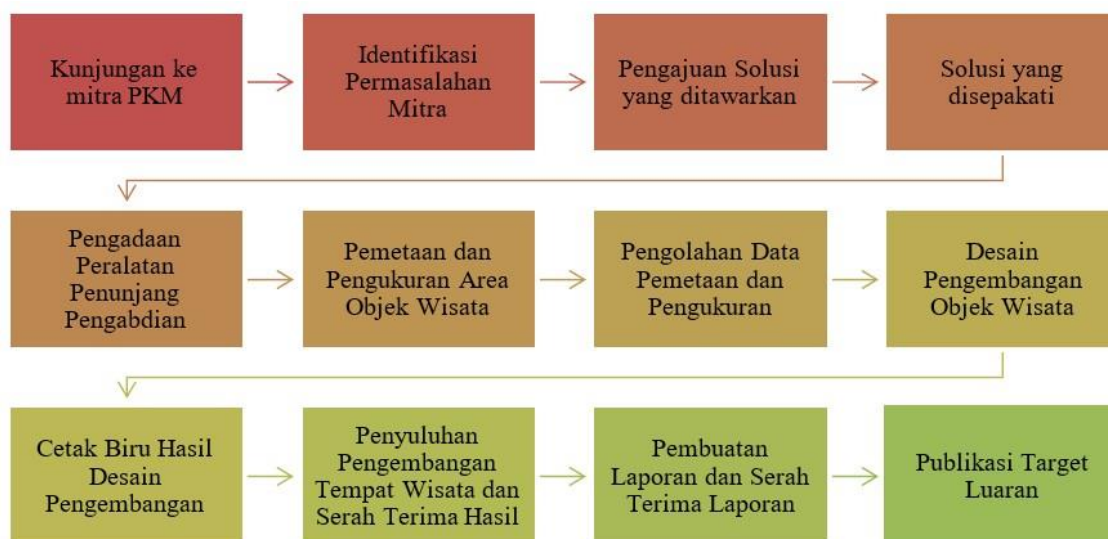 Kunjungan ke
mitra PKM
Identifikasi
Permasalahan
Mitra
Pengajuan Solusi
yang ditawarkan
Solusi yang
disepakati
Pengadaan
Peralatan
Penunjang
Pengabdian
Pemetaan dan
Pengukuran Area
Objek Wisata
Pengolahan Data
Pemetaan dan
Pengukuran
Desain
Pengembangan
Objek Wisata
Cetak Biru Hasil
Desain
Pengembangan
Penyuluhan
Pengembangan
Tempat Wisata dan
Serah Terima Hasil
Pembuatan
Laporan dan Serah
Terima Laporan
Publikasi Target
Luaran